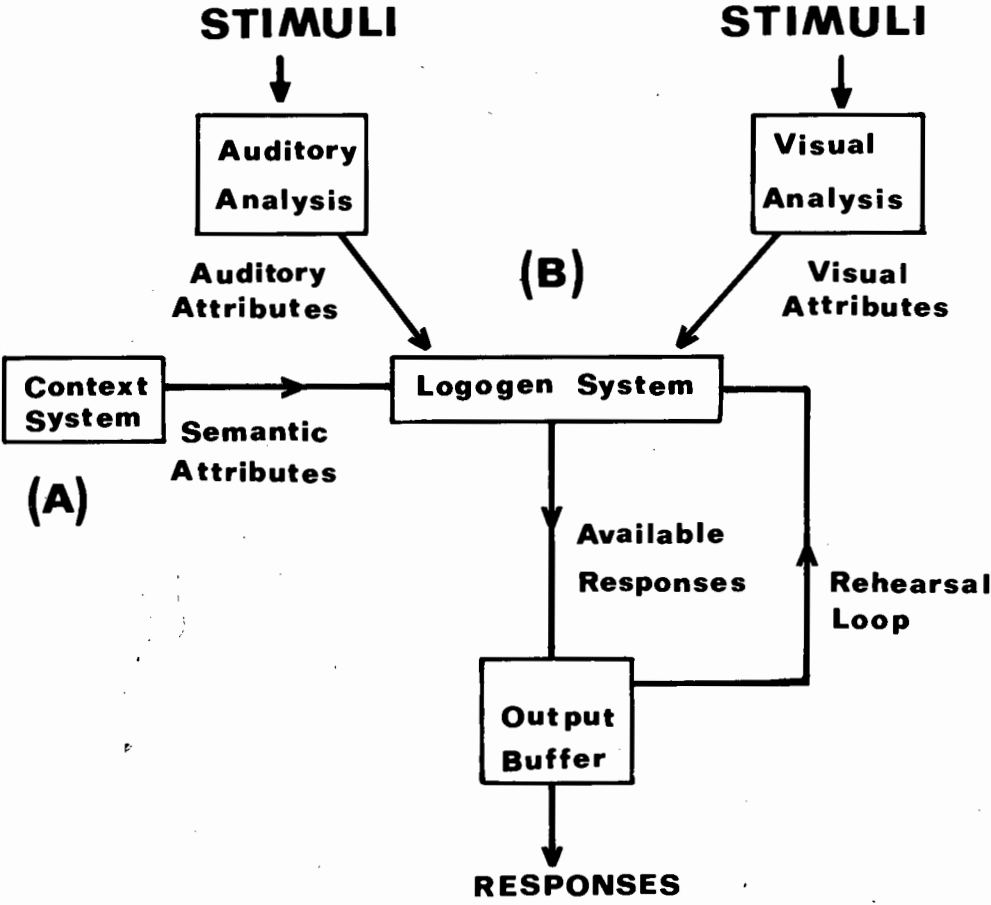 STIMULI
STIMULI
Auditory
Analysis
Visual
Analysis
(B)
Auditory
Attributes
Visual
Attributes
Context
System
Logogen System
Semantic
Attributes
(A)
Available
Responses
Rehearsal
Loop
Output
Buffer
RESPONSES